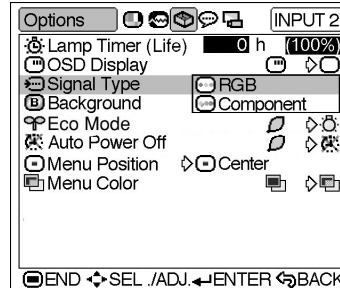 Options INPUT 2
Lamp Timer (Life) 0 h (100%)
OSD Display
Signal Type RGB
Background Component
Eco Mode
Auto Power Off
Menu Position Center
Menu Color
END SEL./ADJ. ENTER BACK